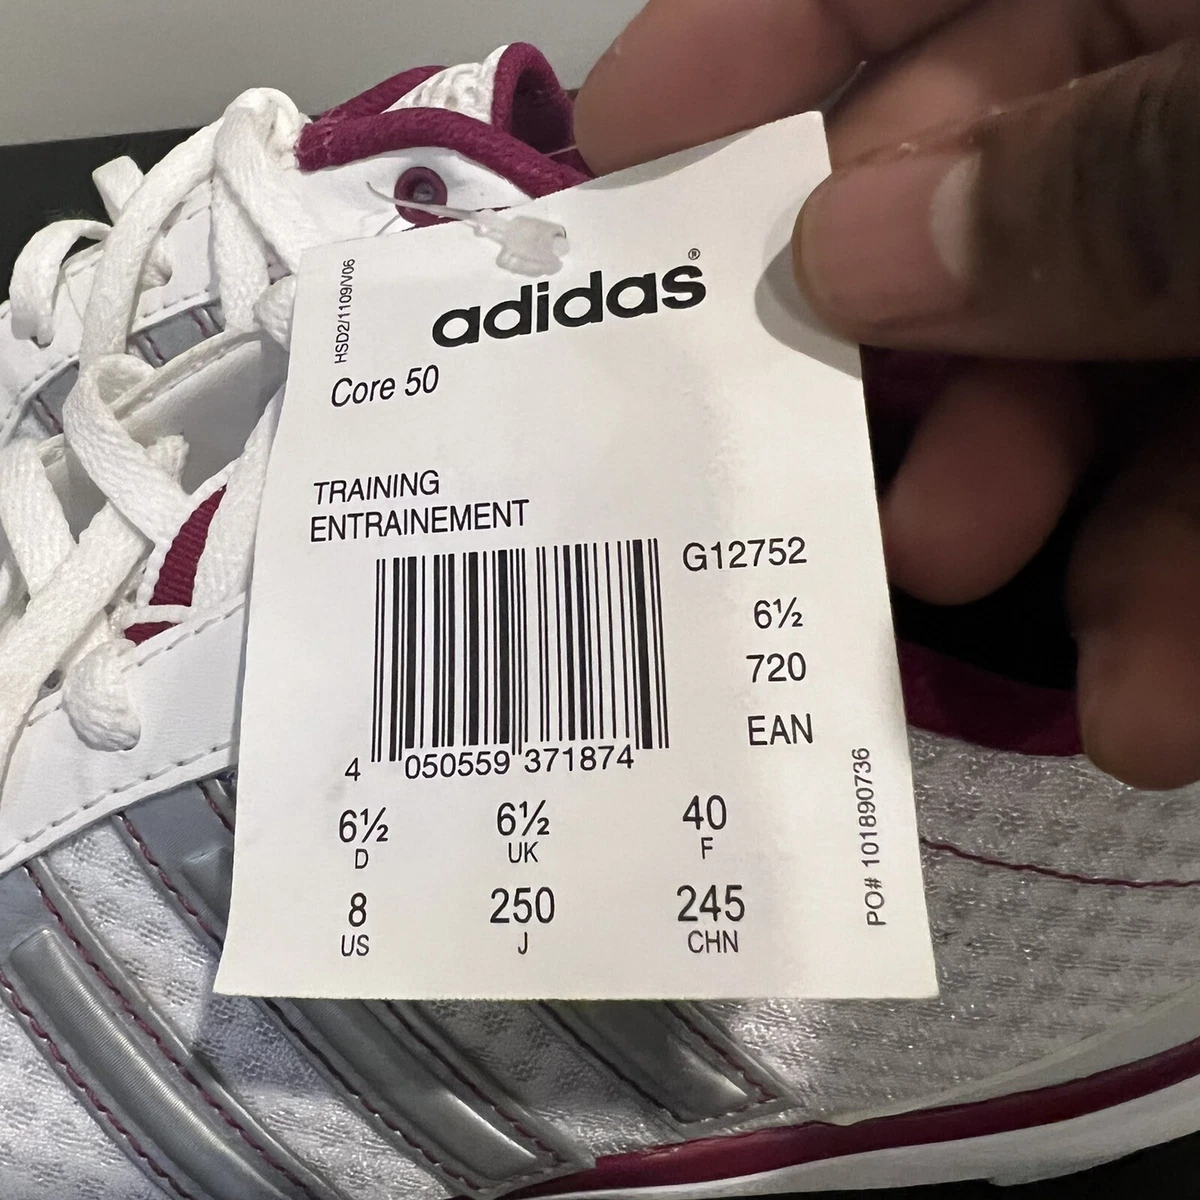 HSD2/1109/V06
adidas®
Core 50
TRAINING
ENTRAINEMENT
G12752
6½
720
EAN
4 050559 371874
6½ 6½ 40
D UK F
8 250 245
US J CHN
PO# 101890736